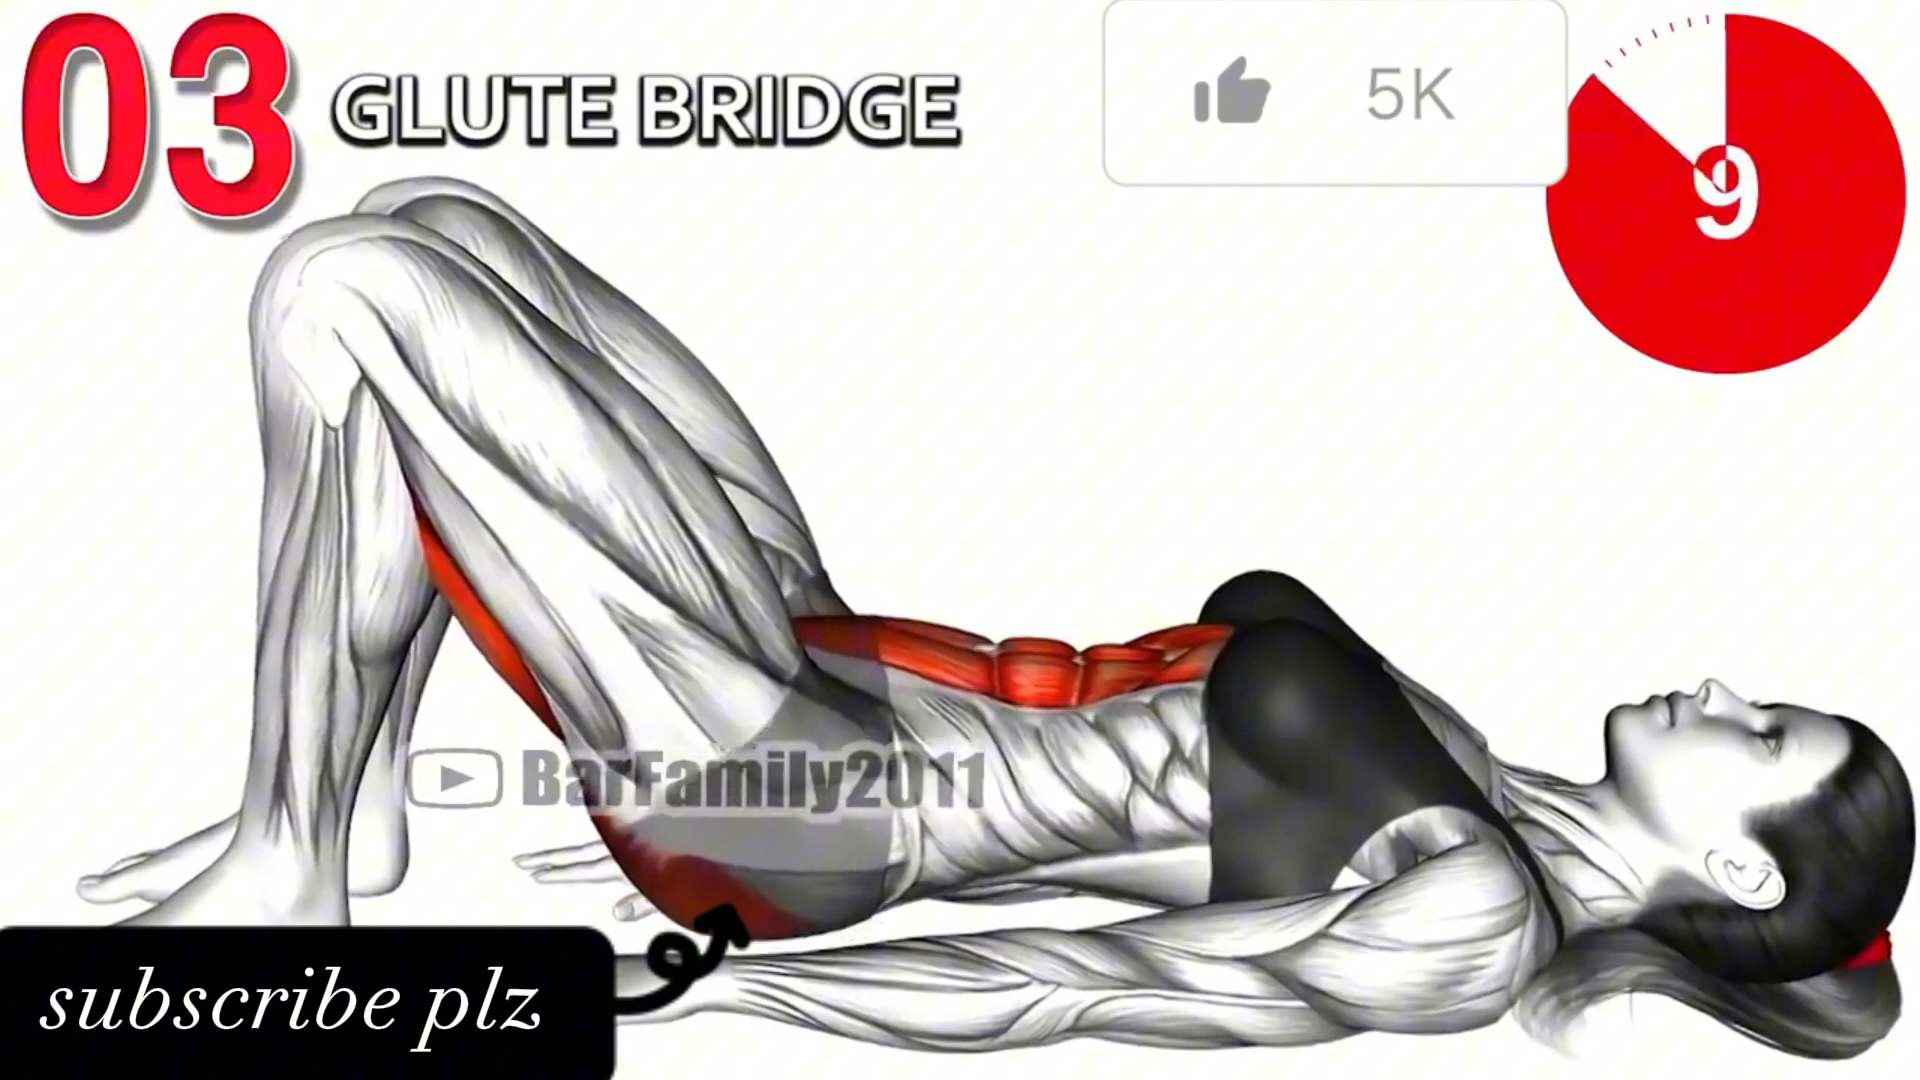 03 GLUTE BRIDGE
5K
9
BarFamily2011
subscribe plz